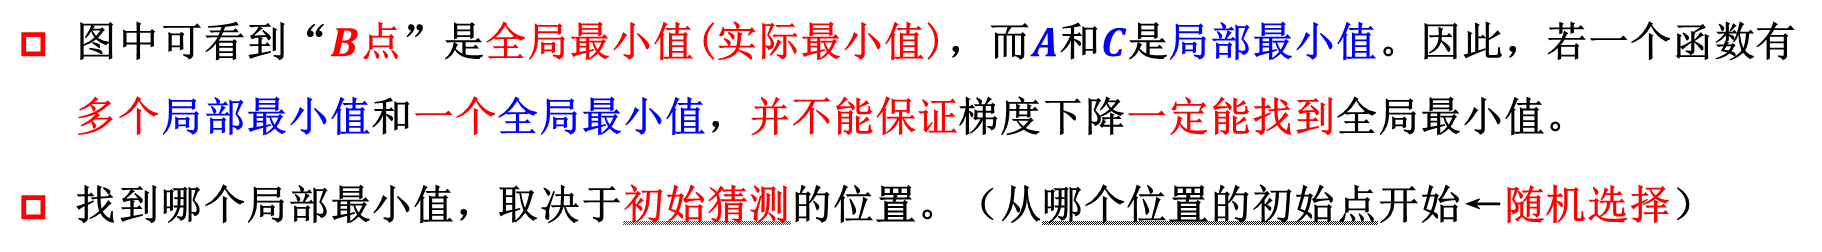 图中可看到“B点”是全局最小值(实际最小值)，而A和C是局部最小值。因此，若一个函数有
多个局部最小值和一个全局最小值，并不能保证梯度下降一定能找到全局最小值。
找到哪个局部最小值，取决于初始猜测的位置。（从哪个位置的初始点开始←随机选择）